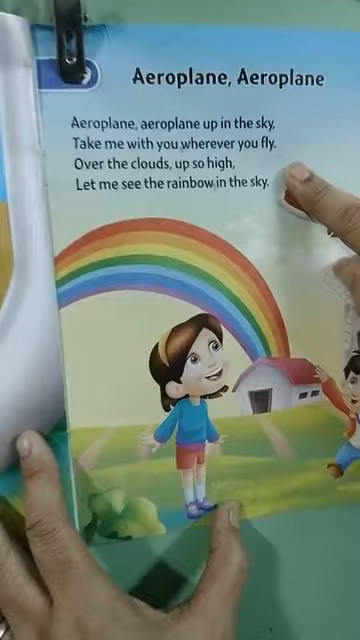 Aeroplane, Aeroplane
Aeroplane, aeroplane up in the sky,
Take me with you wherever you fly.
Over the clouds, up so high,
Let me see the rainbow in the sky.